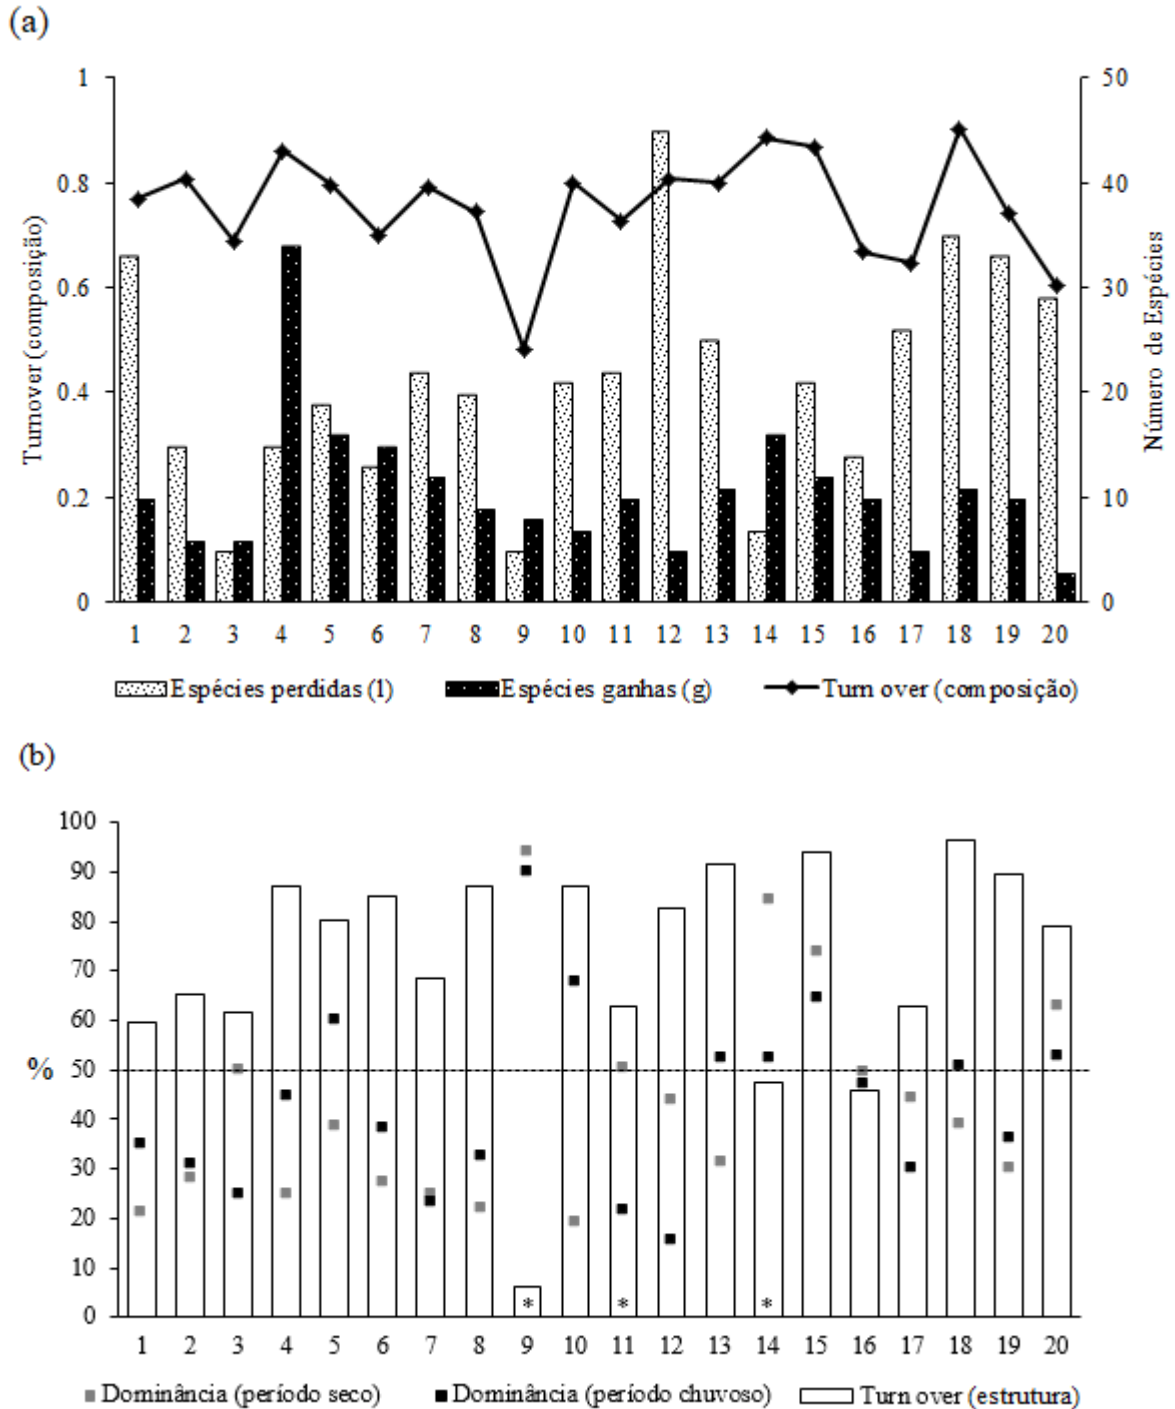 (a)
1
0.8
0.6
0.4
0.2
0
Turnover (composição)
50
40
30
20
10
0
Número de Espécies
1 2 3 4 5 6 7 8 9 10 11 12 13 14 15 16 17 18 19 20
Espécies perdidas (l) Espécies ganhas (g) Turn over (composição)
(b)
100
90
80
70
60
50
40
30
20
10
0
%
* * *
1 2 3 4 5 6 7 8 9 10 11 12 13 14 15 16 17 18 19 20
Dominância (período seco) Dominância (período chuvoso) Turn over (estrutura)